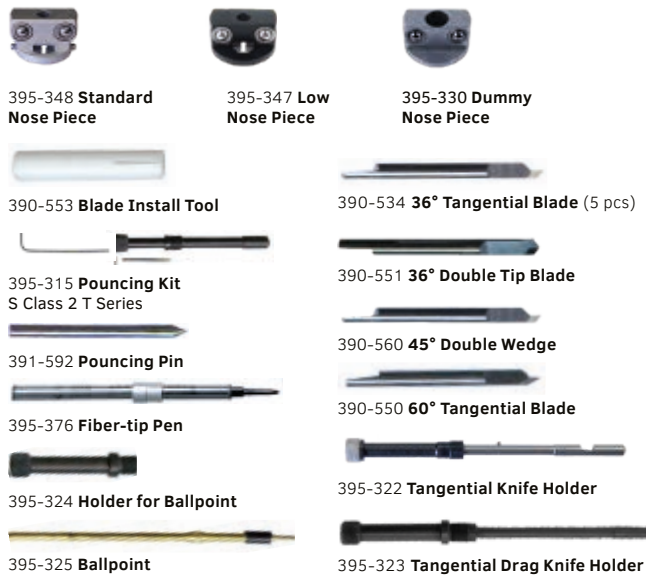 395-348 Standard
Nose Piece
395-347 Low
Nose Piece
395-330 Dummy
Nose Piece
390-553 Blade Install Tool
395-315 Pouncing Kit
S Class 2 T Series
391-592 Pouncing Pin
395-376 Fiber-tip Pen
395-324 Holder for Ballpoint
395-325 Ballpoint
390-534 36° Tangential Blade (5 pcs)
390-551 36° Double Tip Blade
390-560 45° Double Wedge
390-550 60° Tangential Blade
395-322 Tangential Knife Holder
395-323 Tangential Drag Knife Holder